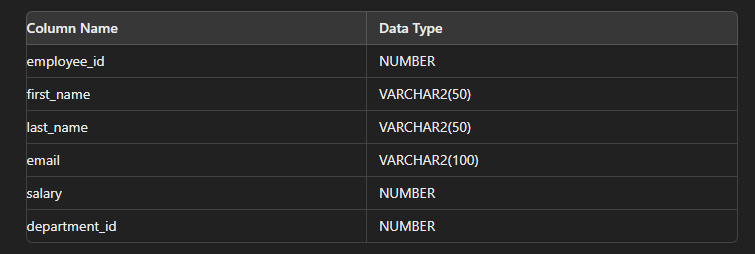 Column Name Data Type
employee_id NUMBER
first_name VARCHAR2(50)
last_name VARCHAR2(50)
email VARCHAR2(100)
salary NUMBER
department_id NUMBER